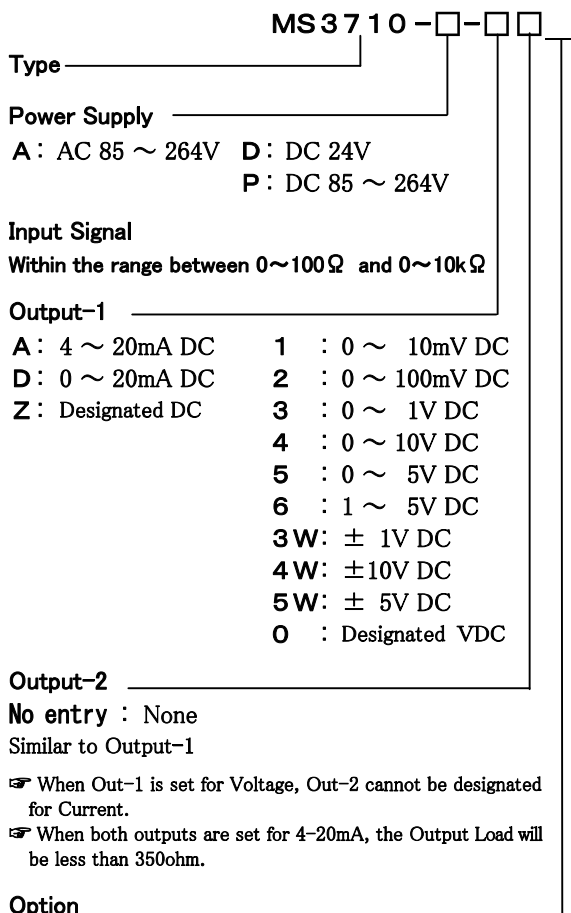 MS3710-□-□□
Type
Power Supply
A: AC 85 ～ 264V D: DC 24V
P: DC 85 ～ 264V
Input Signal
Within the range between 0～100Ω and 0～10kΩ
Output-1
A: 4 ～ 20mA DC 1 : 0 ～ 10mV DC
D: 0 ～ 20mA DC 2 : 0 ～ 100mV DC
Z: Designated DC 3 : 0 ～ 1V DC
4 : 0 ～ 10V DC
5 : 0 ～ 5V DC
6 : 1 ～ 5V DC
3W: ± 1V DC
4W: ±10V DC
5W: ± 5V DC
0 : Designated VDC
Output-2
No entry : None
Similar to Output-1
☞ When Out-1 is set for Voltage, Out-2 cannot be designated
for Current.
☞ When both outputs are set for 4-20mA, the Output Load will
be less than 350ohm.
Option